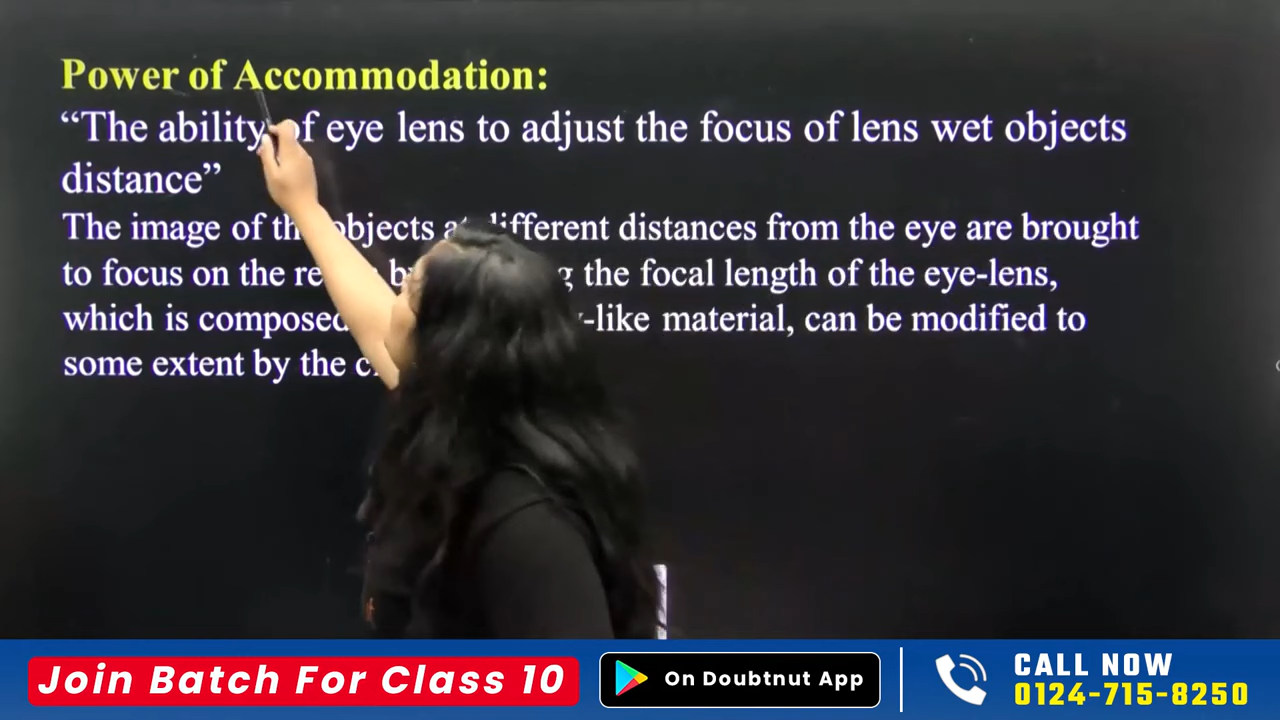 Power of Accommodation:
“The ability of eye lens to adjust the focus of lens wet objects
distance”
The image of objects different distances from the eye are brought
to focus on the the focal length of the eye-lens,
which is composed -like material, can be modified to
some extent by the
Join Batch For Class 10
On Doubtnut App
CALL NOW
0124-715-8250